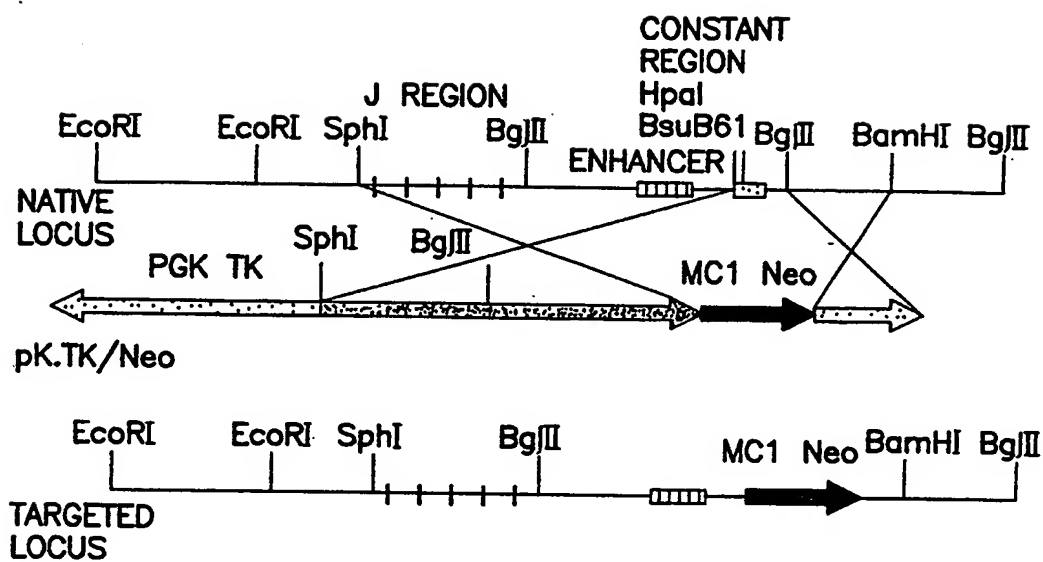 CONSTANT
REGION
HpaI
BsuB61
J REGION
EcoRI EcoRI SphI BglII BglII BamHI BglII
ENHANCER
NATIVE
LOCUS
SphI BglII
PGK TK MC1 Neo
pK.TK/Neo
EcoRI EcoRI SphI BglII MC1 Neo BamHI BglII
TARGETED
LOCUS